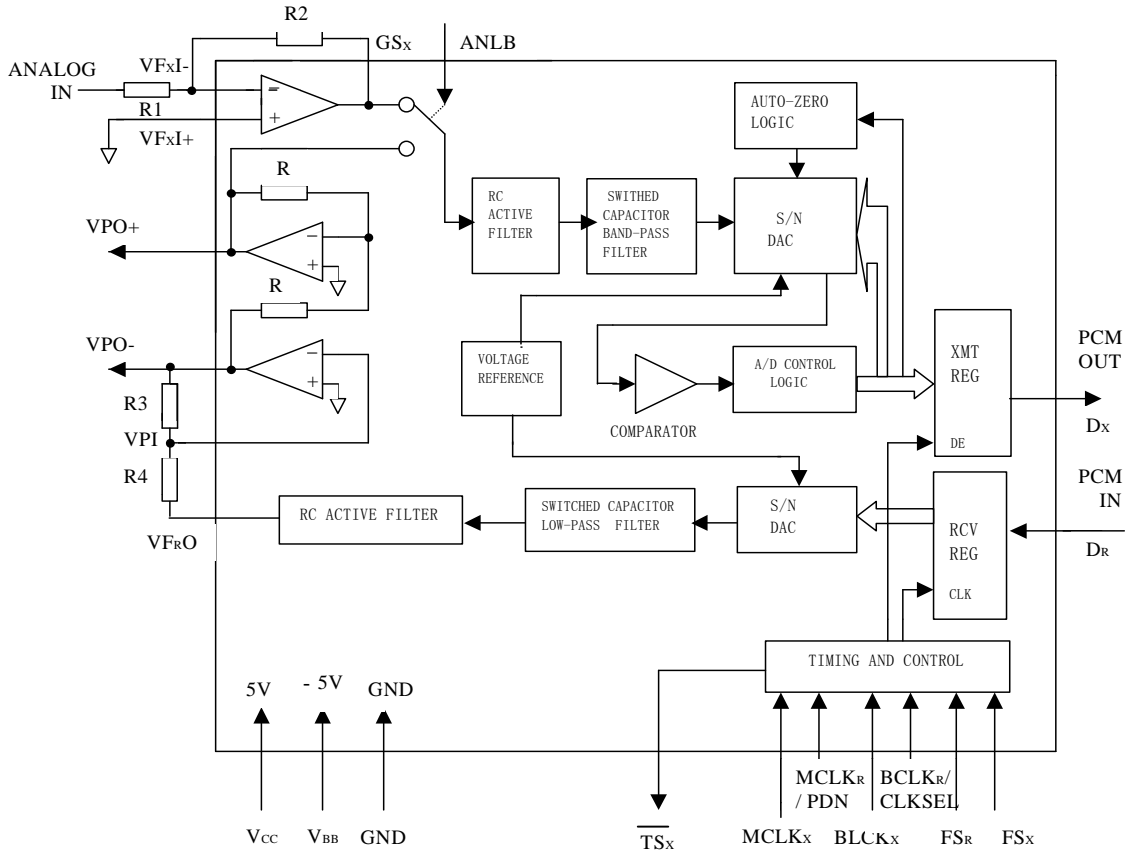 R2
GSX
ANLB
ANALOG
IN
VFXI-
R1
VFXI+
=
+
AUTO-ZERO
LOGIC
R
RC
ACTIVE
FILTER
SWITHED
CAPACITOR
BAND-PASS
FILTER
S/N
DAC
VPO+
−
+
R
VPO-
−
+
VOLTAGE
REFERENCE
A/D CONTROL
LOGIC
XMT
REG
DE
PCM
OUT
DX
R3
VPI
COMPARATOR
R4
RC ACTIVE FILTER
SWITCHED CAPACITOR
LOW-PASS FILTER
S/N
DAC
RCV
REG
CLK
PCM
IN
DR
VFRO
TIMING AND CONTROL
5V
- 5V
GND
MCLKR
/ PDN
BCLKR/
CLKSEL
VCC
VBB
GND
TSX
MCLKX
BLCKX
FSR
FSX